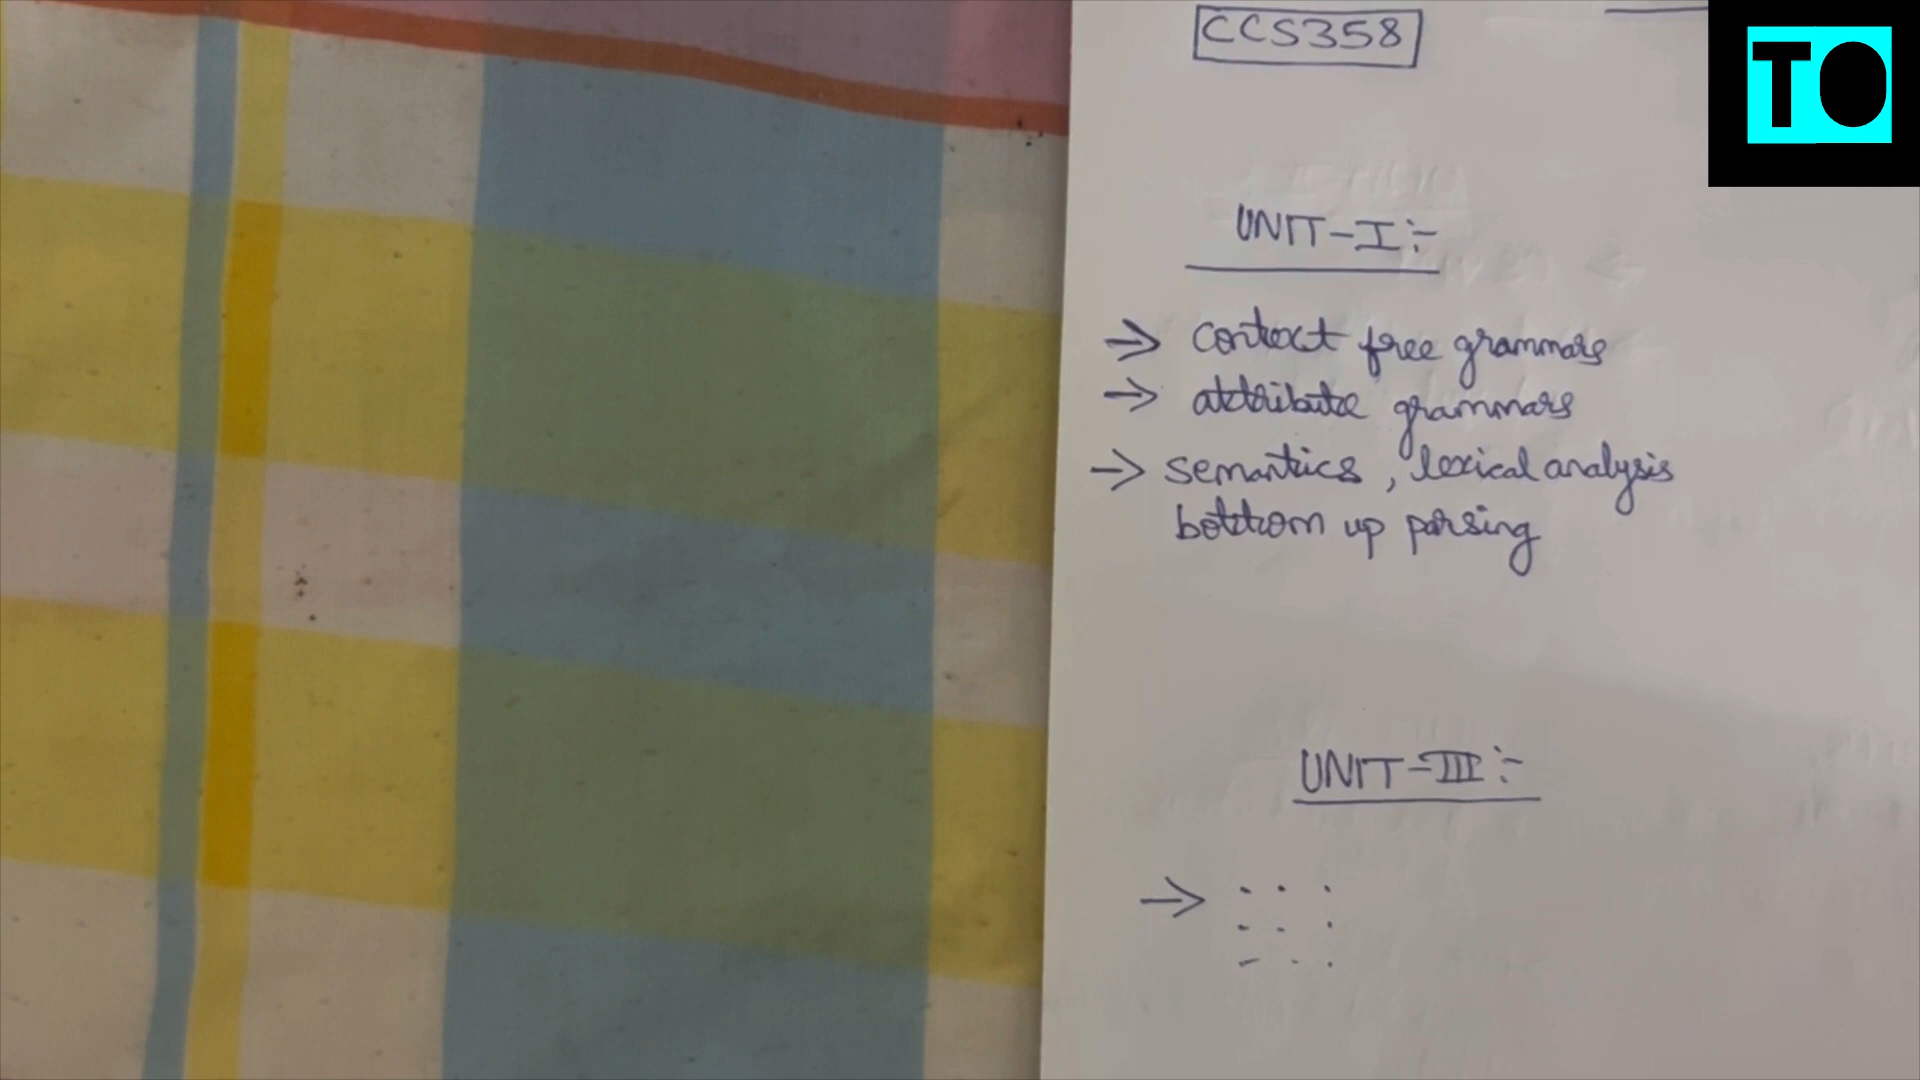 CCS358
TO
UNIT-I:-
→ context free grammars
→ attribute grammars
→ semantics, lexical analysis
bottom up parsing
UNIT-III:-